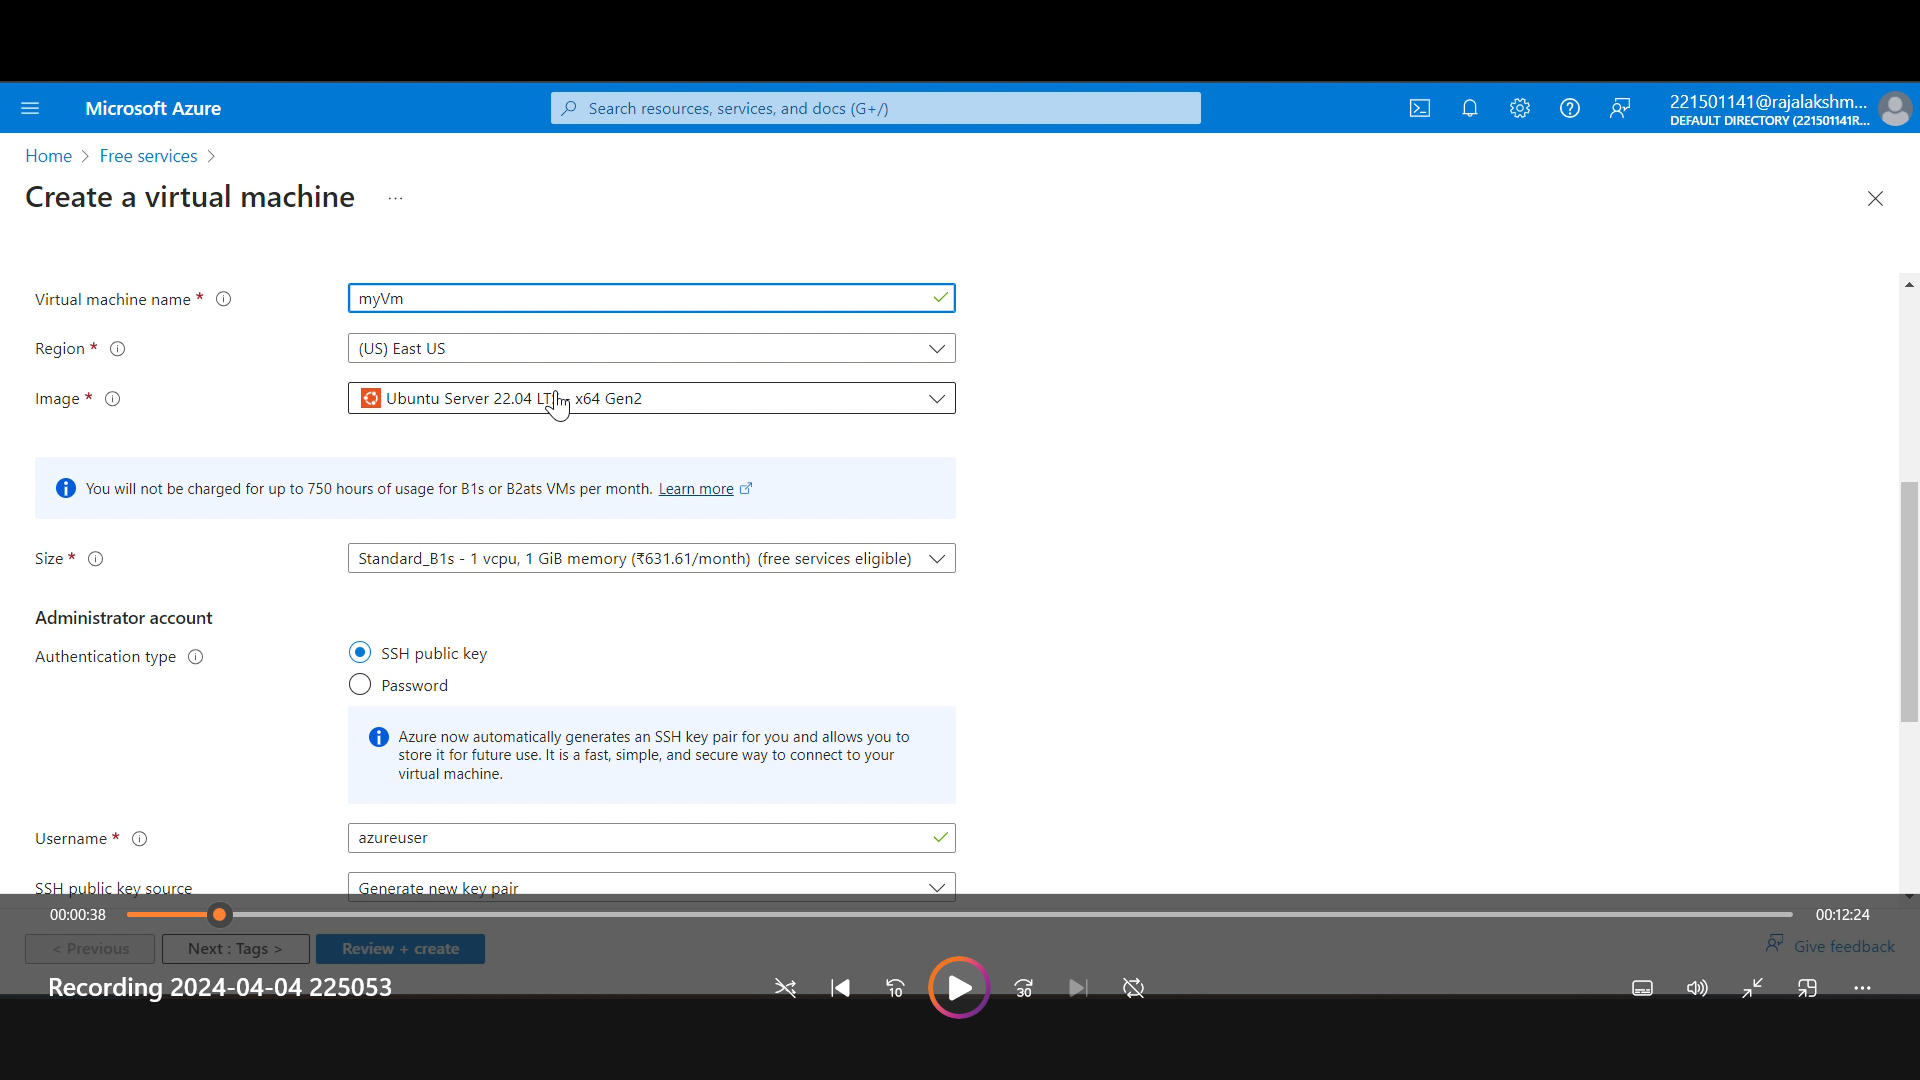 Microsoft Azure
Search resources, services, and docs (G+/)
221501141@rajalakshm...
DEFAULT DIRECTORY (221501141R...
Home > Free services >
Create a virtual machine ...
Virtual machine name *
myVm
Region *
(US) East US
Image *
Ubuntu Server 22.04 LTS - x64 Gen2
You will not be charged for up to 750 hours of usage for B1s or B2ats VMs per month. Learn more
Size *
Standard_B1s - 1 vcpu, 1 GiB memory (₹631.61/month) (free services eligible)
Administrator account
Authentication type
SSH public key
Password
Azure now automatically generates an SSH key pair for you and allows you to
store it for future use. It is a fast, simple, and secure way to connect to your
virtual machine.
Username *
azureuser
SSH public key source
Generate new key pair
00:00:38
00:12:24
< Previous
Next : Tags >
Review + create
Give feedback
Recording 2024-04-04 225053
10
30